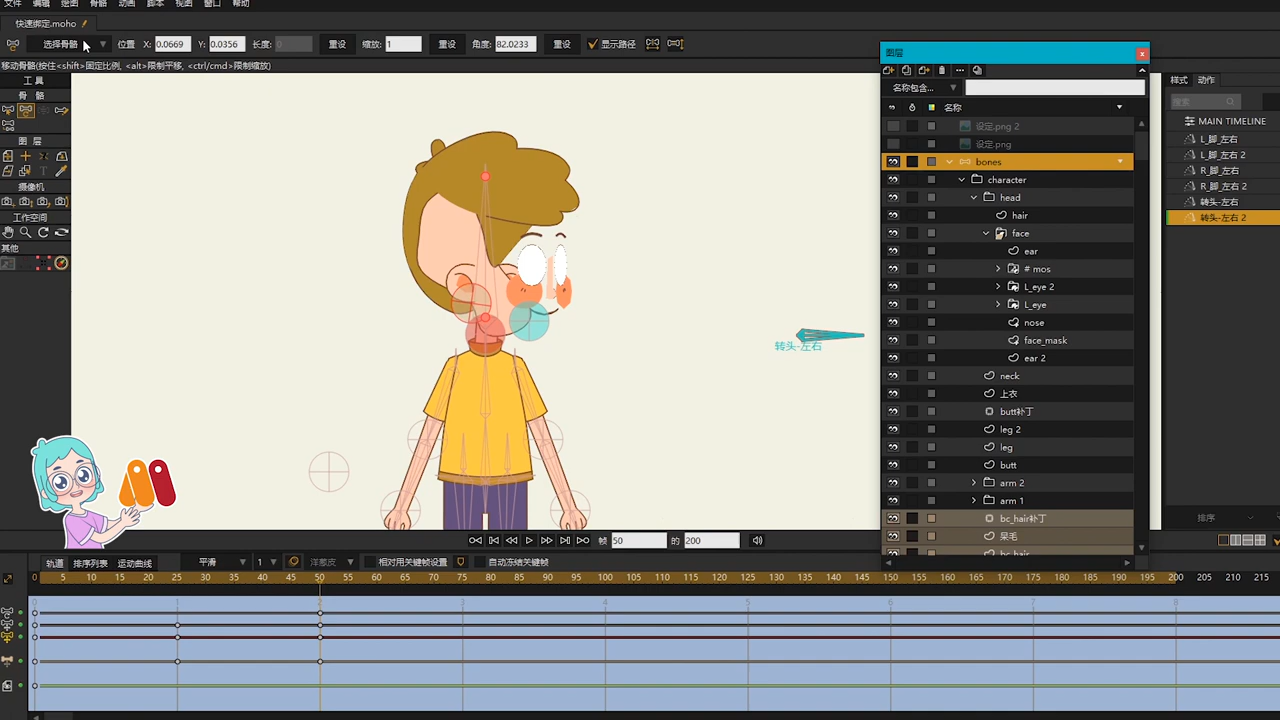 文件 编辑 绘图 骨骼 动画 脚本 视图 窗口 帮助
快速绑定.moho
选择骨骼 位置 X: 0.0669 Y: 0.0356 长度: 0 重设 缩放: 1 重设 角度: 82.0233 重设 显示路径
移动骨骼(按住<shift>固定比例, <alt>限制平移, <ctrl/cmd>限制缩放)
工具
骨 骼
图 层
摄像机
工作空间
其他
转头-左右
图层
名称包含...
名称
设定.png 2
设定.png
bones
character
head
hair
face
ear
# mos
L_eye 2
L_eye
nose
face_mask
ear 2
neck
上衣
butt补丁
leg 2
leg
butt
arm 2
arm 1
bc_hair补丁
呆毛
bc_hair
样式 动作
搜索
MAIN TIMELINE
L_脚_左右
L_脚_左右 2
R_脚_左右
R_脚_左右 2
转头-左右
转头-左右 2
排序
帧 50 的 200
轨道 排序列表 运动曲线 平滑 1 洋葱皮 相对用关键帧设置 自动冻结关键帧
0 5 10 15 20 25 30 35 40 45 50 55 60 65 70 75 80 85 90 95 100 105 110 115 120 125 130 135 140 145 150 155 160 165 170 175 180 185 190 195 200 205 210 215
0 1 2 3 4 5 6 7 8